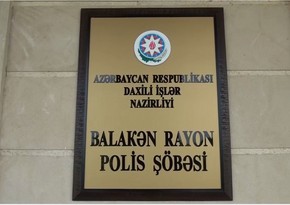 AZƏRBAYCAN RESPUBLİKASI
DAXİLİ İŞLƏR
NAZİRLİYİ
BALAKƏN RAYON
POLİS ŞÖBƏSİ